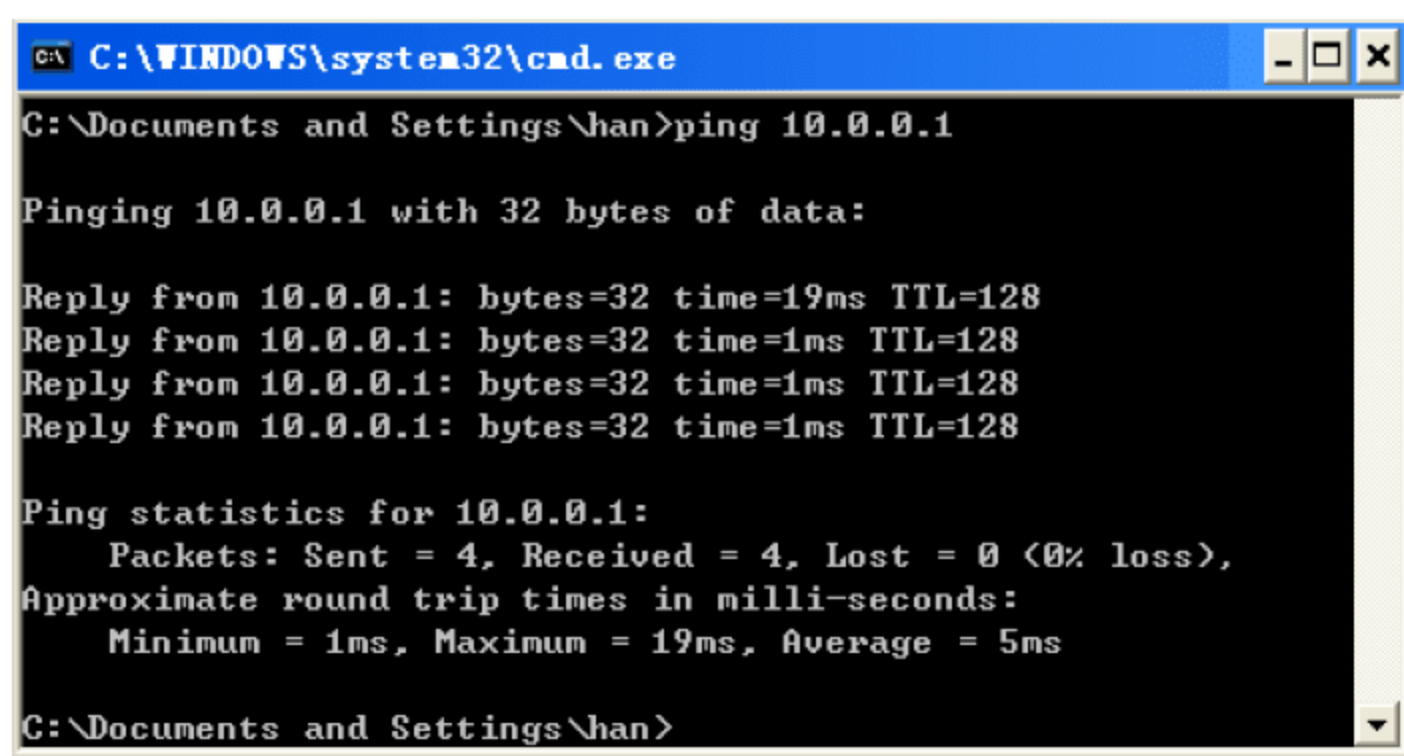 C:\WINDOWS\system32\cmd.exe
C:\Documents and Settings\han>ping 10.0.0.1
Pinging 10.0.0.1 with 32 bytes of data:
Reply from 10.0.0.1: bytes=32 time=19ms TTL=128
Reply from 10.0.0.1: bytes=32 time=1ms TTL=128
Reply from 10.0.0.1: bytes=32 time=1ms TTL=128
Reply from 10.0.0.1: bytes=32 time=1ms TTL=128
Ping statistics for 10.0.0.1:
    Packets: Sent = 4, Received = 4, Lost = 0 (0% loss),
Approximate round trip times in milli-seconds:
    Minimum = 1ms, Maximum = 19ms, Average = 5ms
C:\Documents and Settings\han>